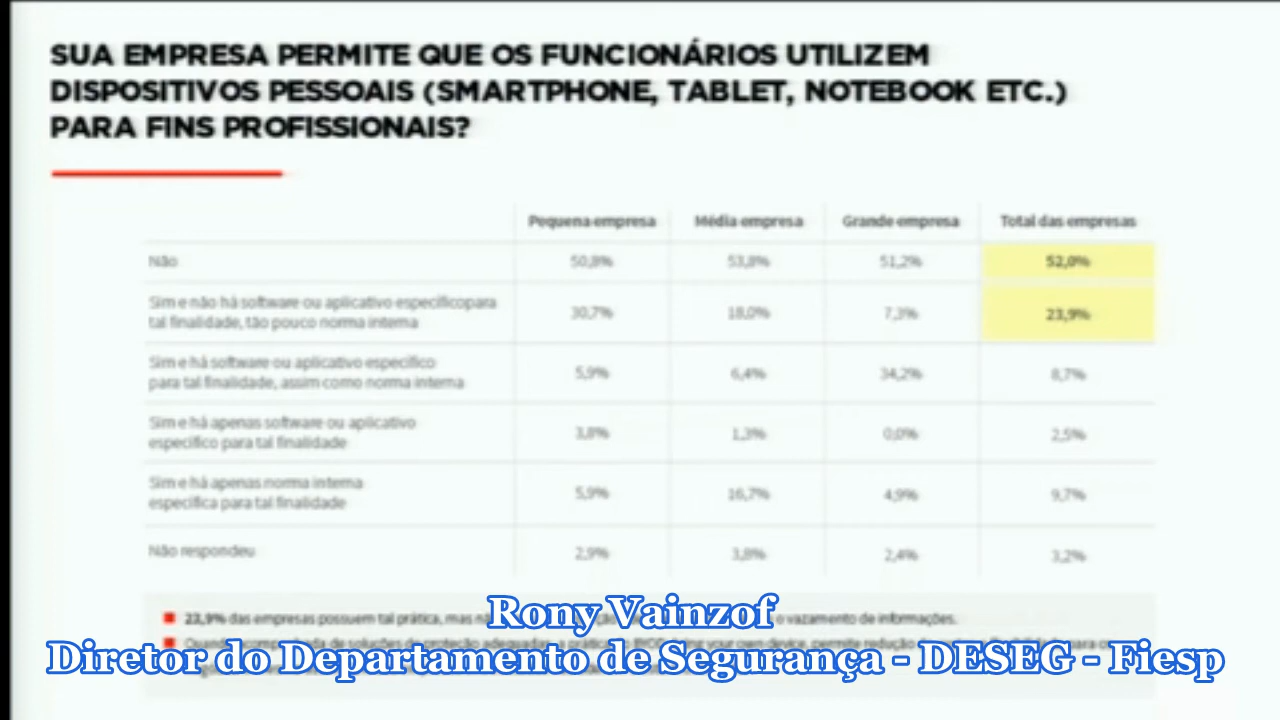 SUA EMPRESA PERMITE QUE OS FUNCIONÁRIOS UTILIZEM
DISPOSITIVOS PESSOAIS (SMARTPHONE, TABLET, NOTEBOOK ETC.)
PARA FINS PROFISSIONAIS?
Pequena empresa Média empresa Grande empresa Total das empresas
Não 50,8% 53,8% 51,2% 52,0%
Sim e não há software ou aplicativo específicopara
tal finalidade, tão pouco norma interna 30,7% 18,0% 7,3% 23,9%
Sim e há software ou aplicativo específico
para tal finalidade, assim como norma interna 5,9% 6,4% 34,2% 8,7%
Sim e há apenas software ou aplicativo
específico para tal finalidade 3,8% 1,3% 0,0% 2,5%
Sim e há apenas norma interna
específica para tal finalidade 5,9% 16,7% 4,9% 9,7%
Não respondeu 2,9% 3,8% 2,4% 3,2%
23,9% das empresas possuem tal prática, mas o vazamento de informações.
Rony Vainzof
Diretor do Departamento de Segurança - DESEG - Fiesp